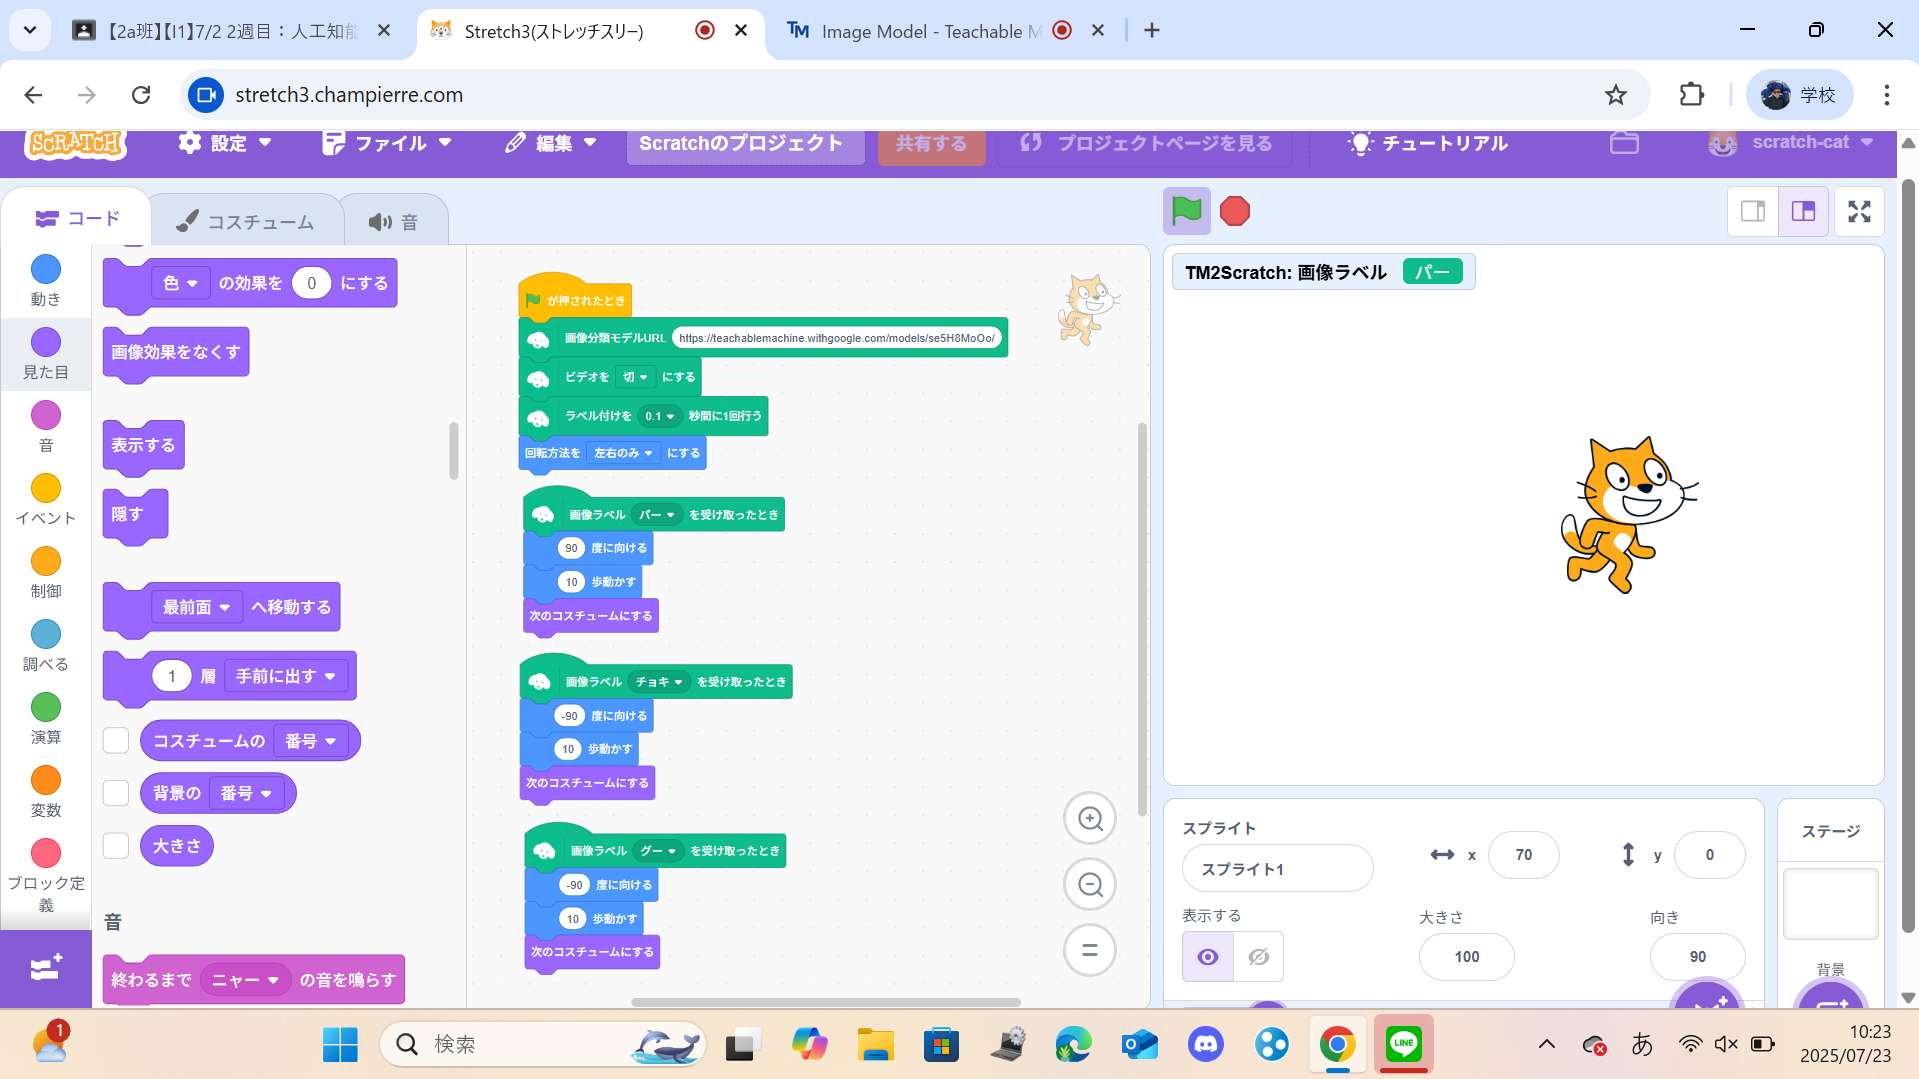 【2a班】【I1】7/2 2週目：人工知能
Stretch3(ストレッチスリー)
TM Image Model - Teachable M
stretch3.champierre.com
学校
SCRATCH
設定
ファイル
編集
Scratchのプロジェクト
共有する
プロジェクトページを見る
チュートリアル
scratch-cat
コード
コスチューム
音
動き
見た目
音
イベント
制御
調べる
演算
変数
ブロック定義
色 の効果を 0 にする
画像効果をなくす
表示する
隠す
最前面 へ移動する
1 層 手前に出す
コスチュームの 番号
背景の 番号
大きさ
音
終わるまで ニャー の音を鳴らす
が押されたとき
画像分類モデルURL https://teachablemachine.withgoogle.com/models/se5H8MoOo/
ビデオを 切 にする
ラベル付けを 0.1 秒間に1回行う
回転方法を 左右のみ にする
画像ラベル パー を受け取ったとき
90 度に向ける
10 歩動かす
次のコスチュームにする
画像ラベル チョキ を受け取ったとき
-90 度に向ける
10 歩動かす
次のコスチュームにする
画像ラベル グー を受け取ったとき
-90 度に向ける
10 歩動かす
次のコスチュームにする
TM2Scratch: 画像ラベル パー
スプライト
スプライト1
x 70
y 0
表示する
大きさ
100
向き
90
ステージ
背景
1
検索
LINE
あ
10:23
2025/07/23